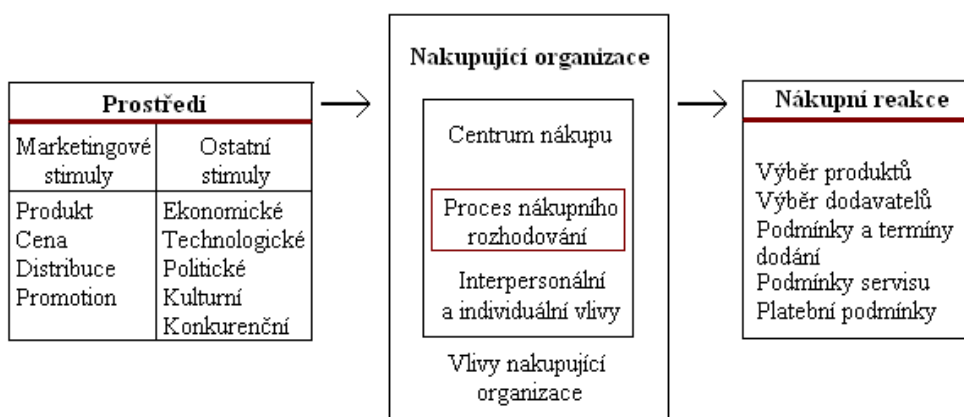 Prostředí
Marketingové
stimuly
Ostatní
stimuly
Produkt
Cena
Distribuce
Promotion
Ekonomické
Technologické
Politické
Kulturní
Konkurenční
Nakupující organizace
Centrum nákupu
Proces nákupního
rozhodování
Interpersonální
a individuální vlivy
Vlivy nakupující
organizace
Nákupní reakce
Výběr produktů
Výběr dodavatelů
Podmínky a termíny
dodání
Podmínky servisu
Platební podmínky